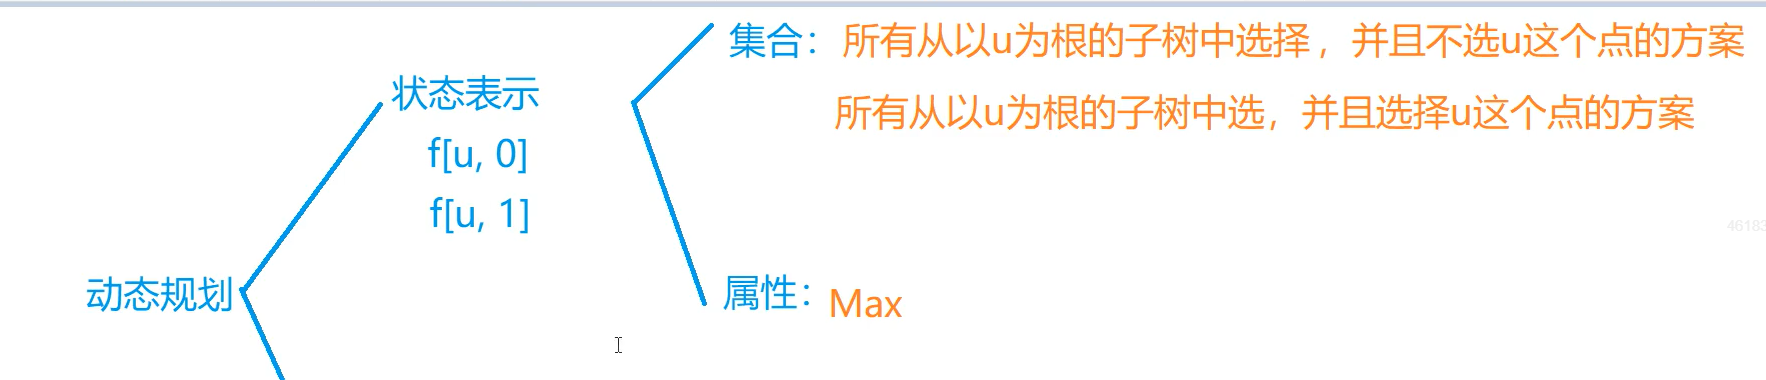 集合：所有从以u为根的子树中选择，并且不选u这个点的方案
所有从以u为根的子树中选，并且选择u这个点的方案
状态表示
f[u, 0]
f[u, 1]
46183
动态规划
属性：Max